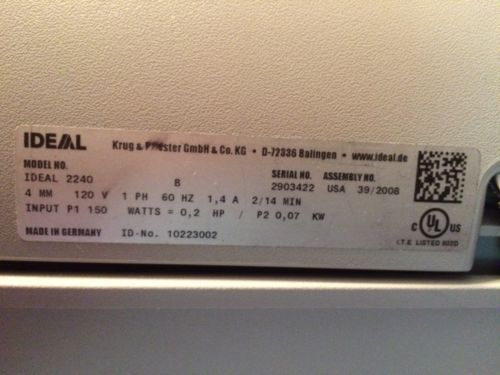 IDEAL Krug & Priester GmbH & Co. KG • D-72336 Balingen • www.ideal.de
MODEL NO. SERIAL NO. ASSEMBLY NO.
IDEAL 2240 B 2903422 USA 39/2008
4 MM 120 V 1 PH 60 HZ 1,4 A 2/14 MIN
INPUT P1 150 WATTS = 0,2 HP / P2 0,07 KW
MADE IN GERMANY ID-No. 10223002
C UL US
I.T.E. LISTED